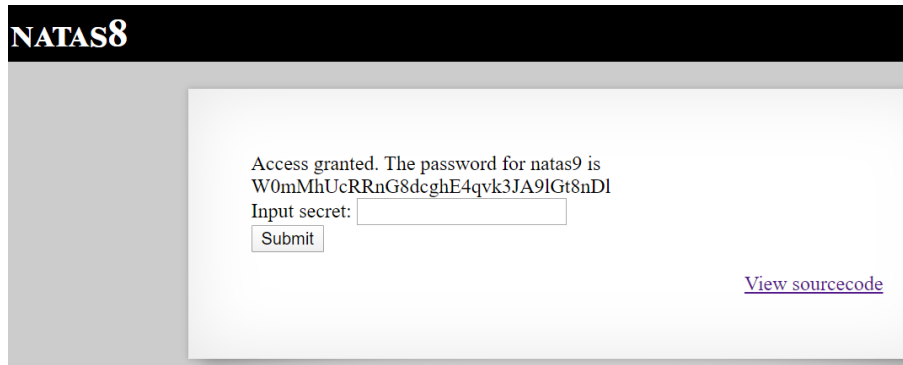 NATAS8
Access granted. The password for natas9 is
W0mMhUcRRnG8dcghE4qvk3JA9lGt8nDl
Input secret:
Submit
View sourcecode